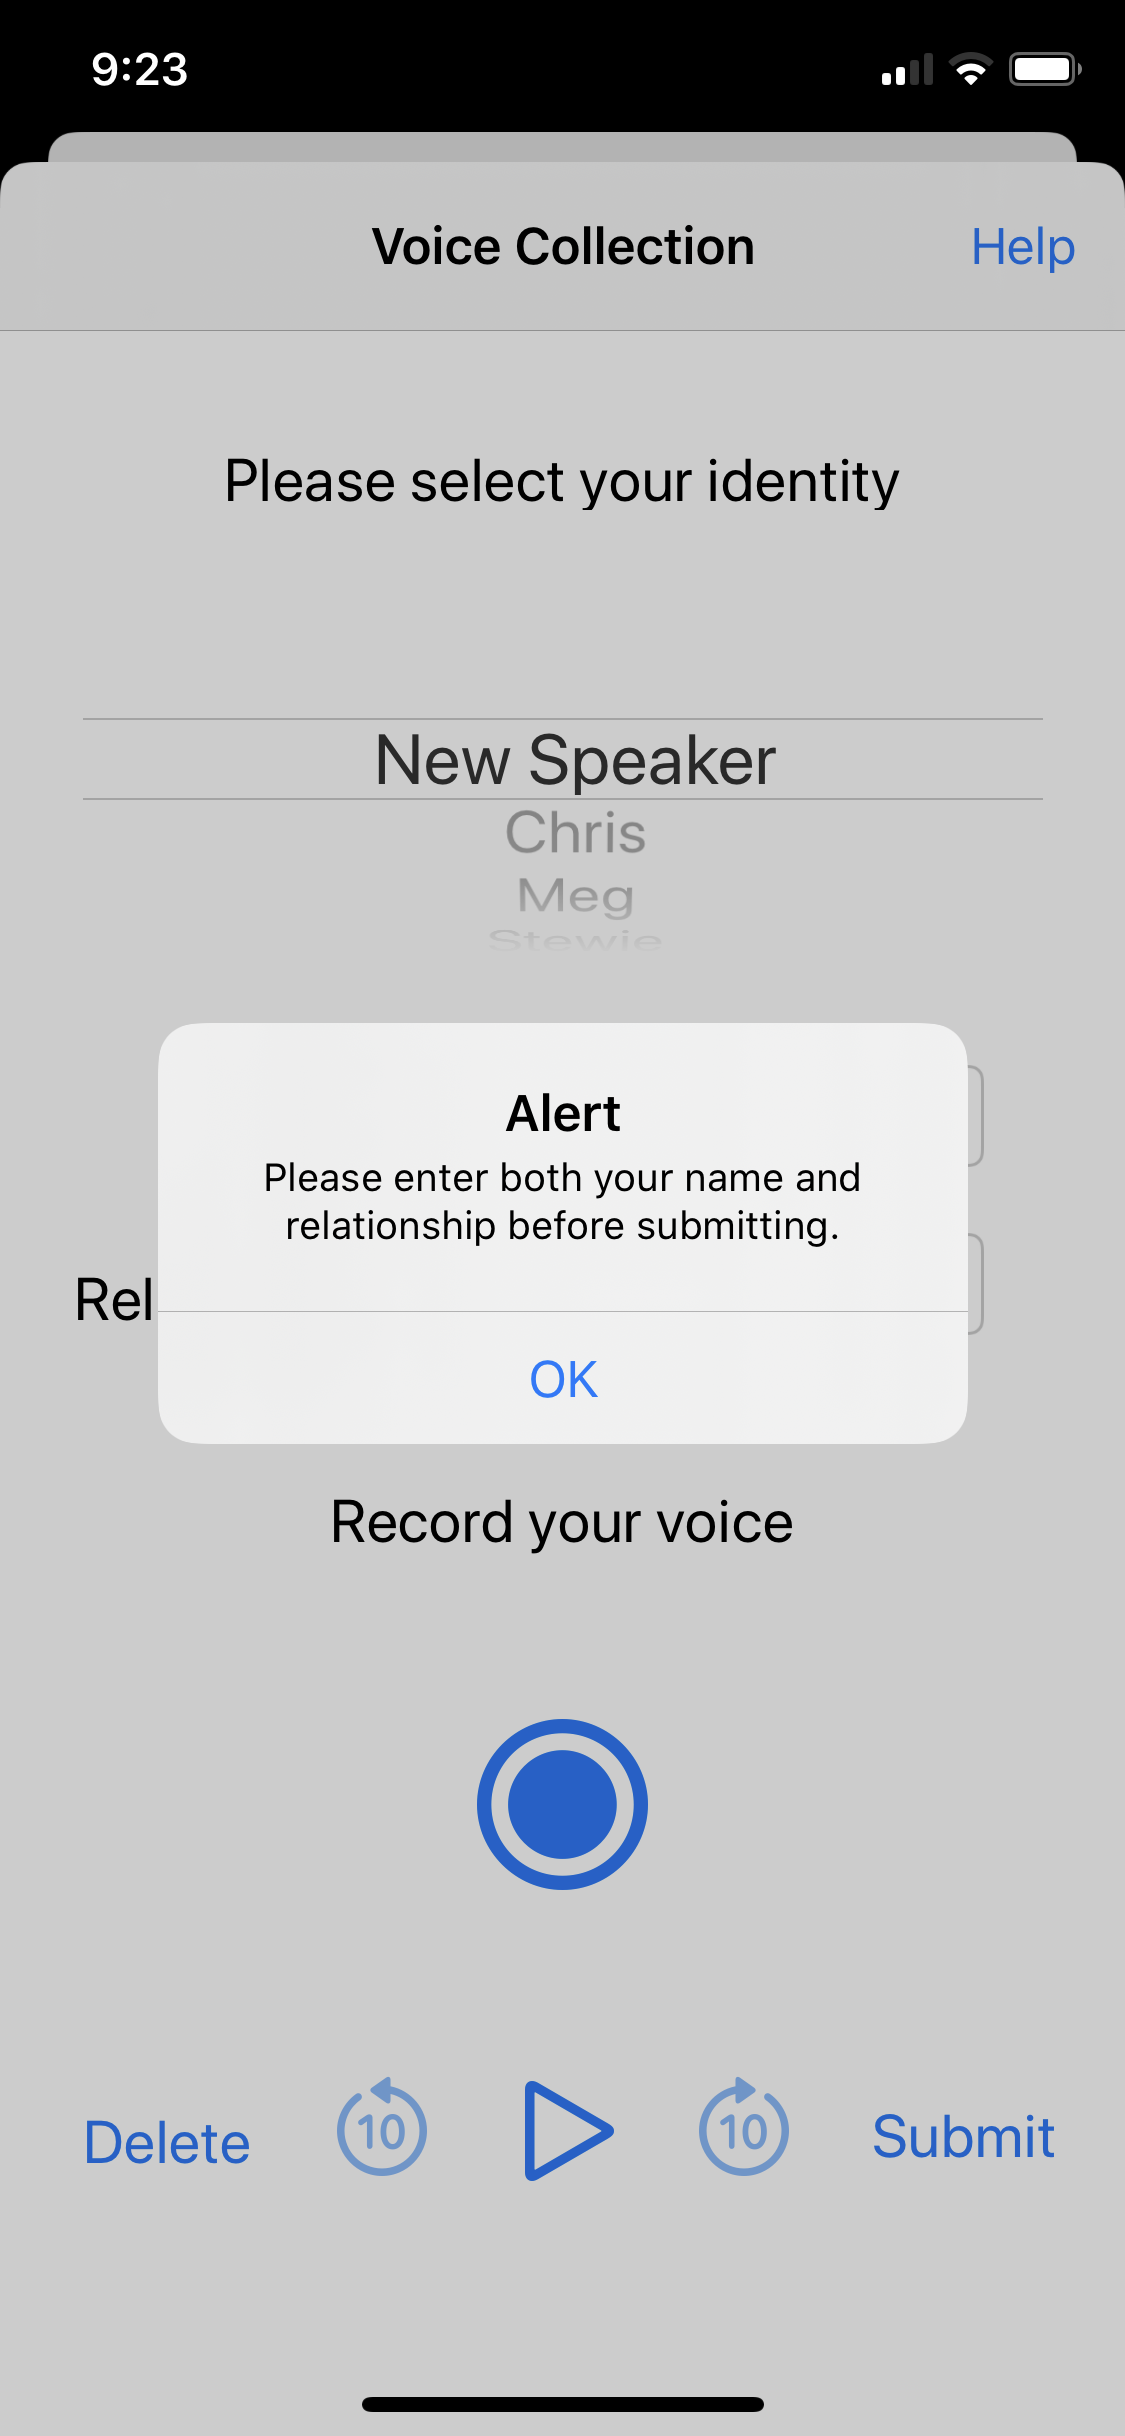 9:23
Voice Collection
Help
Please select your identity
New Speaker
Chris
Meg
Stewie
Alert
Please enter both your name and
relationship before submitting.
Rel
OK
Record your voice
Delete
10
10
Submit